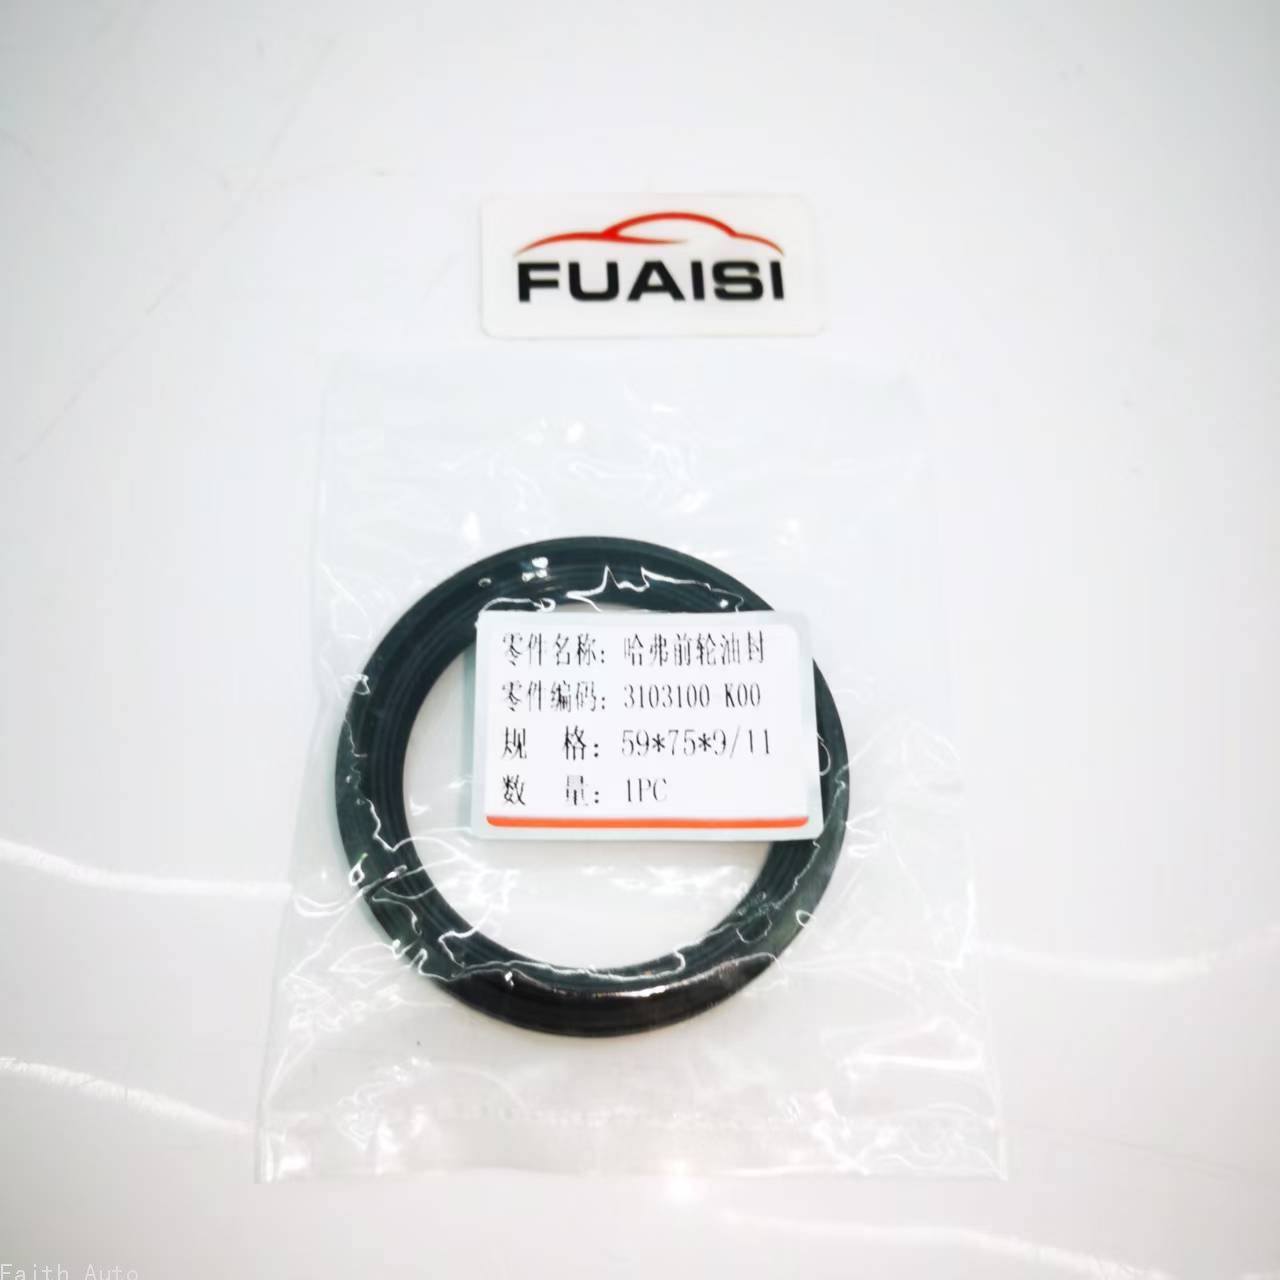 FUAISI
零件名称：哈弗前轮油封
零件编码：3103100-K00
规　格：59*75*9/11
数　量：1PC
Faith Auto